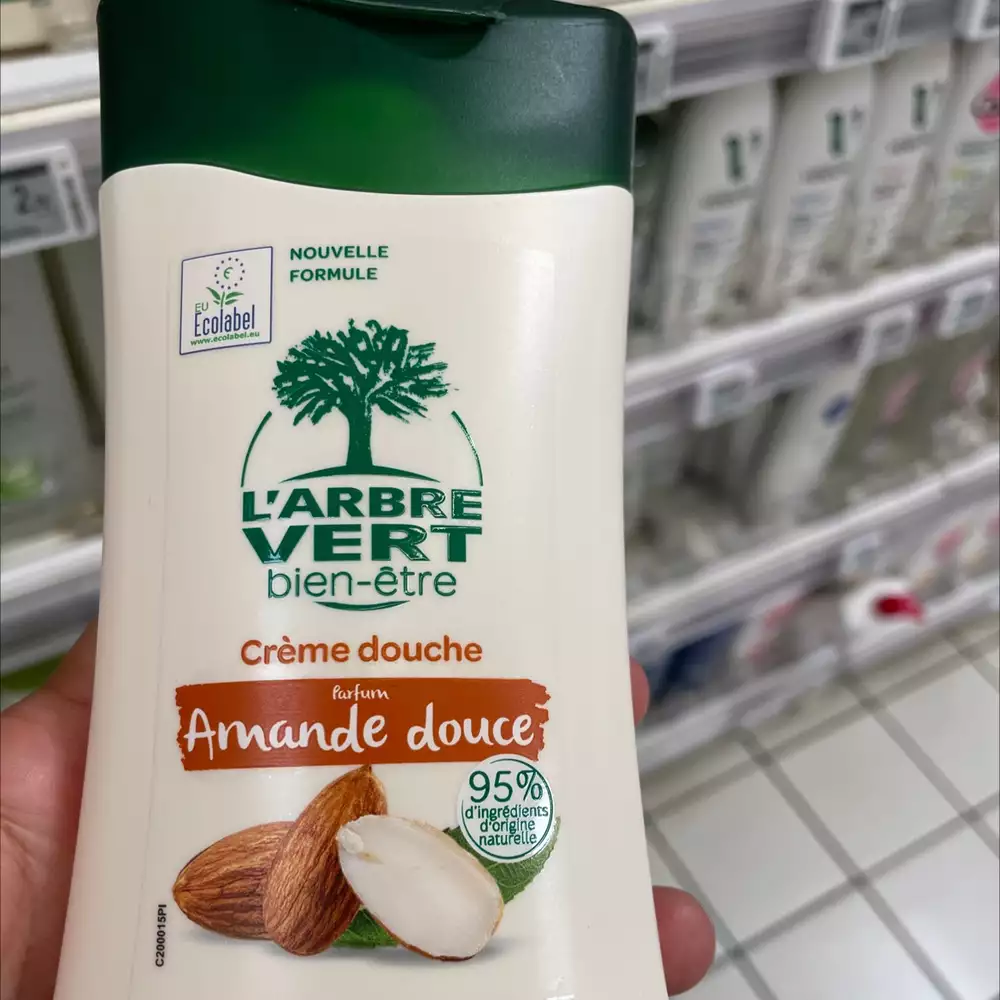 NOUVELLE
FORMULE
EU
Ecolabel
www.ecolabel.eu
L'ARBRE
VERT
bien-être
Crème douche
Parfum
Amande douce
95%
d'ingrédients
d'origine
naturelle
C200015PI
2